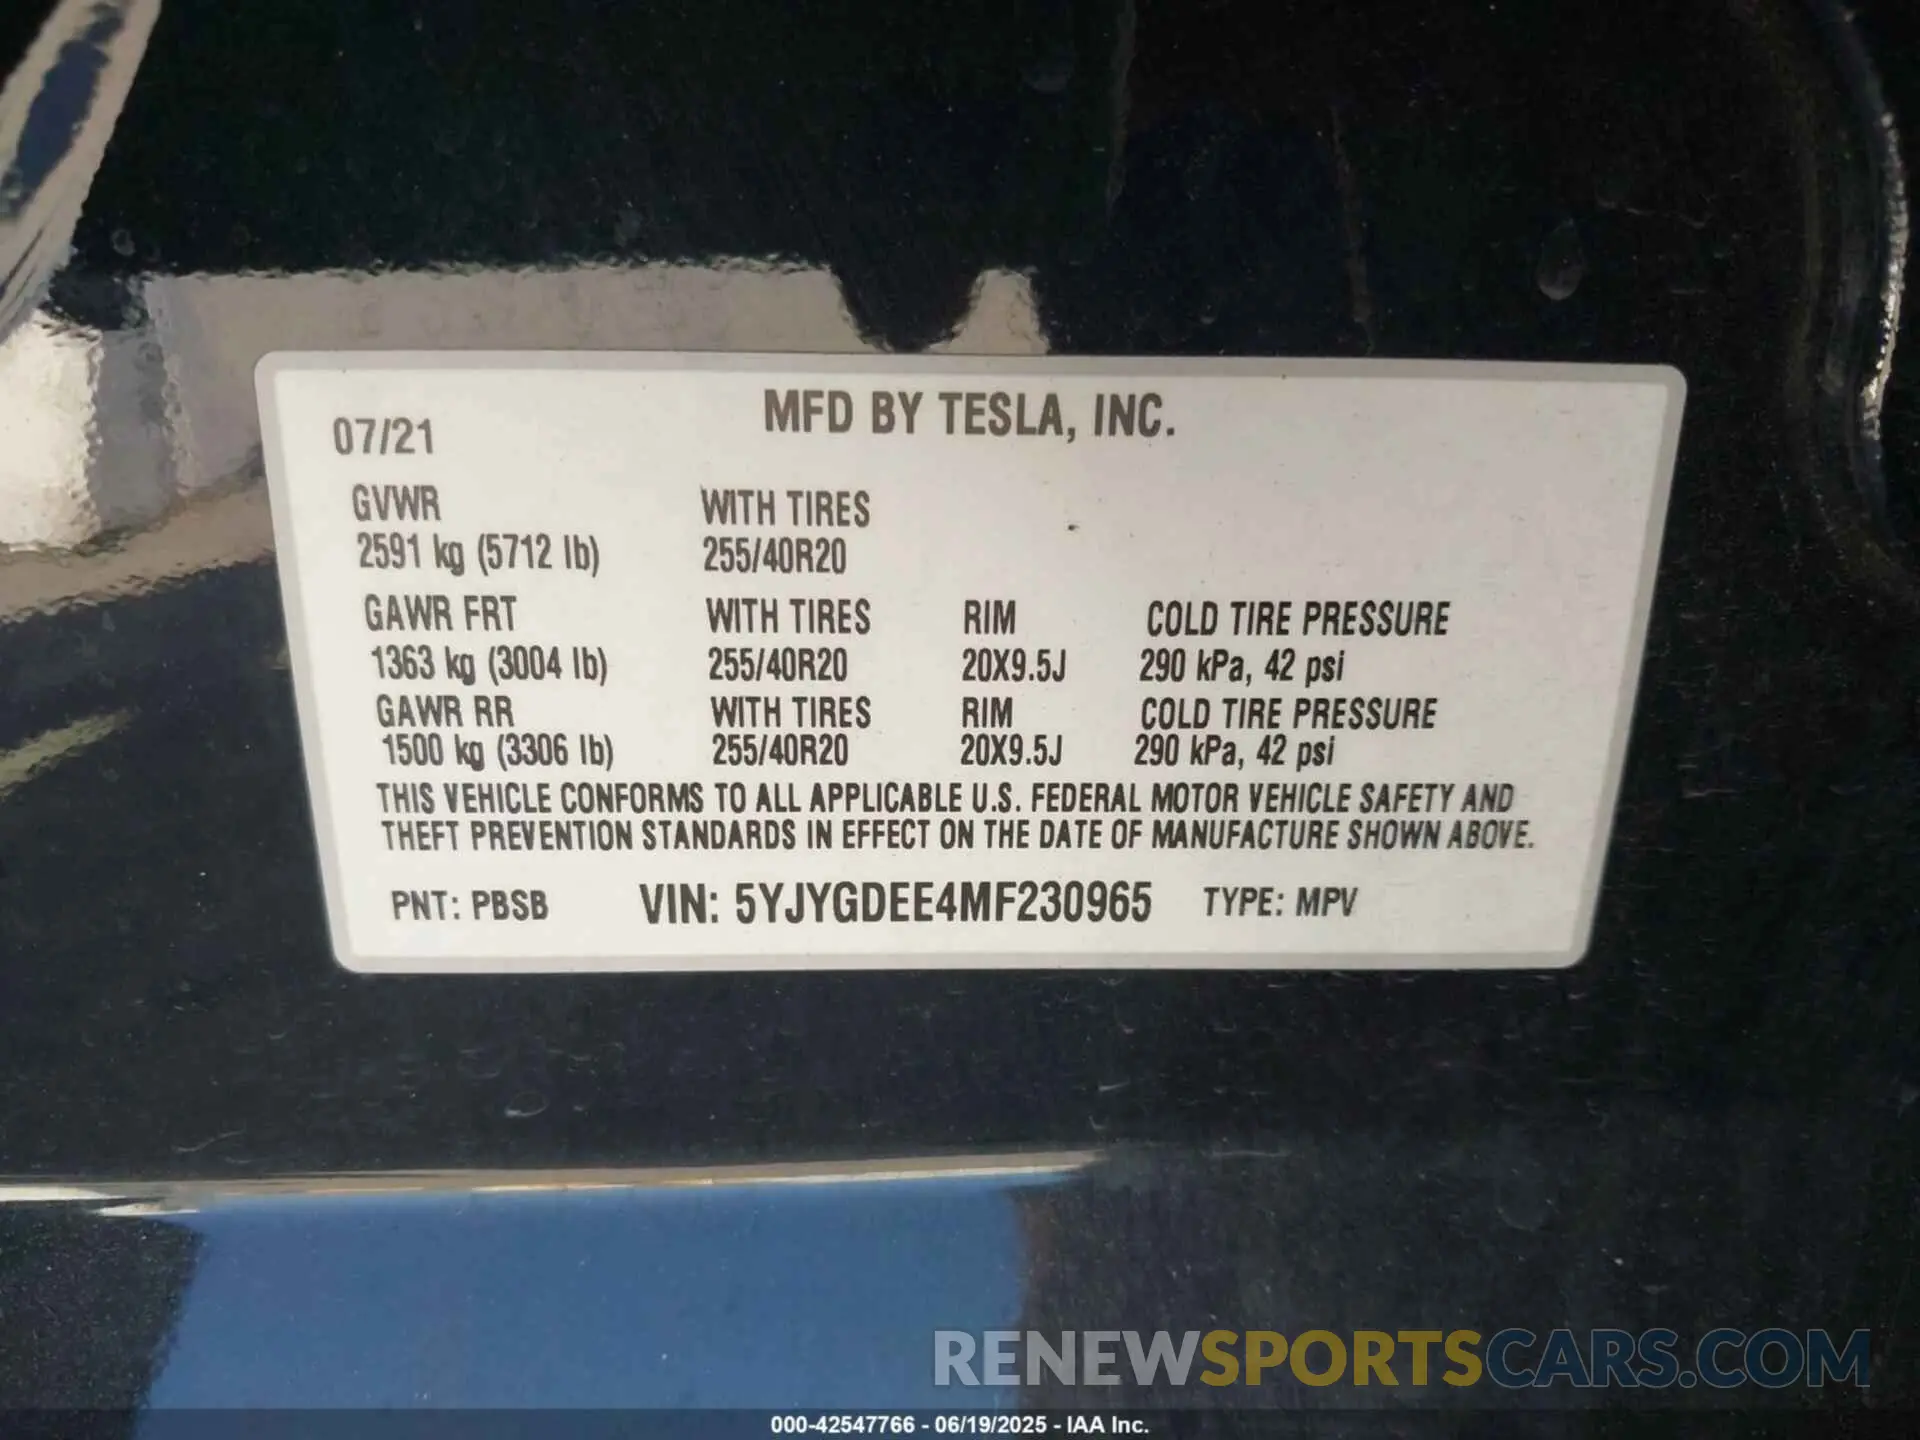 07/21
MFD BY TESLA, INC.
GVWR WITH TIRES
2591 kg (5712 lb) 255/40R20
GAWR FRT WITH TIRES RIM COLD TIRE PRESSURE
1363 kg (3004 lb) 255/40R20 20X9.5J 290 kPa, 42 psi
GAWR RR WITH TIRES RIM COLD TIRE PRESSURE
1500 kg (3306 lb) 255/40R20 20X9.5J 290 kPa, 42 psi
THIS VEHICLE CONFORMS TO ALL APPLICABLE U.S. FEDERAL MOTOR VEHICLE SAFETY AND
THEFT PREVENTION STANDARDS IN EFFECT ON THE DATE OF MANUFACTURE SHOWN ABOVE.
PNT: PBSB VIN: 5YJYGDEE4MF230965 TYPE: MPV
RENEWSPORTSCARS.COM
000-42547766 - 06/19/2025 - IAA Inc.